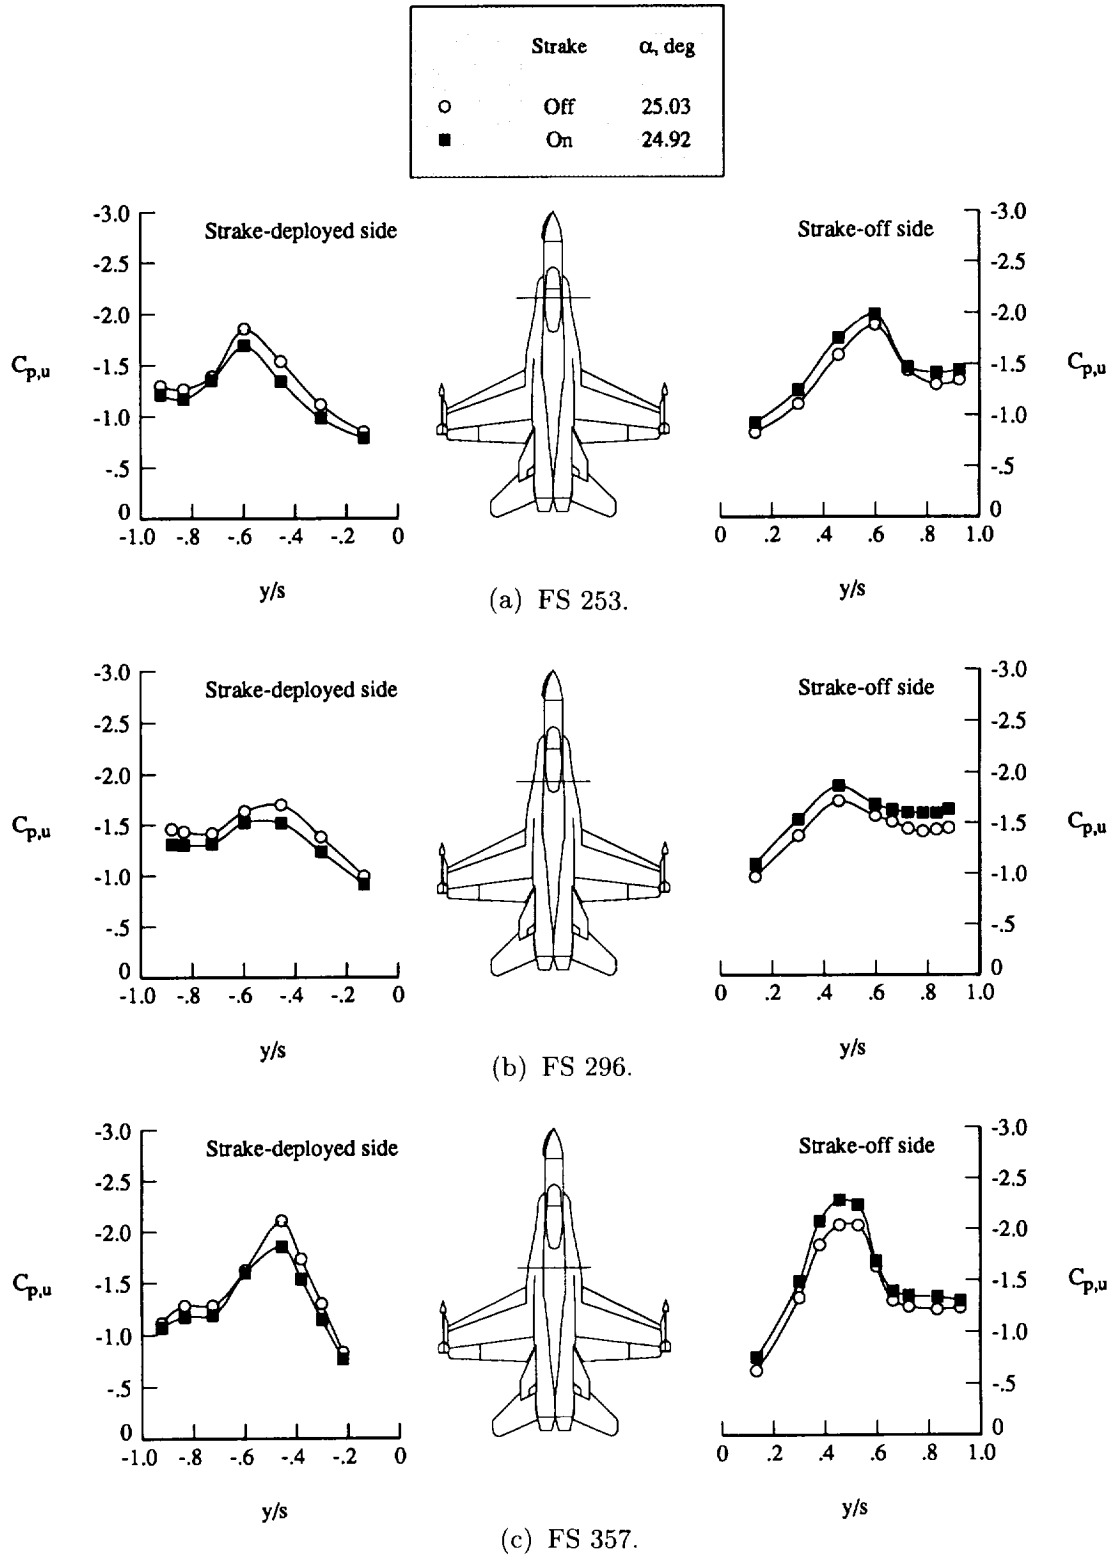 Strake α, deg
Off 25.03
On 24.92
Strake-deployed side
Strake-off side
-3.0
-2.5
-2.0
-1.5
-1.0
-.5
0
C_p,u
-1.0 -.8 -.6 -.4 -.2 0
y/s
-3.0
-2.5
-2.0
-1.5
-1.0
-.5
0
C_p,u
0 .2 .4 .6 .8 1.0
y/s
(a) FS 253.
Strake-deployed side
Strake-off side
-3.0
-2.5
-2.0
-1.5
-1.0
-.5
0
C_p,u
-1.0 -.8 -.6 -.4 -.2 0
y/s
-3.0
-2.5
-2.0
-1.5
-1.0
-.5
0
C_p,u
0 .2 .4 .6 .8 1.0
y/s
(b) FS 296.
Strake-deployed side
Strake-off side
-3.0
-2.5
-2.0
-1.5
-1.0
-.5
0
C_p,u
-1.0 -.8 -.6 -.4 -.2 0
y/s
-3.0
-2.5
-2.0
-1.5
-1.0
-.5
0
C_p,u
0 .2 .4 .6 .8 1.0
y/s
(c) FS 357.